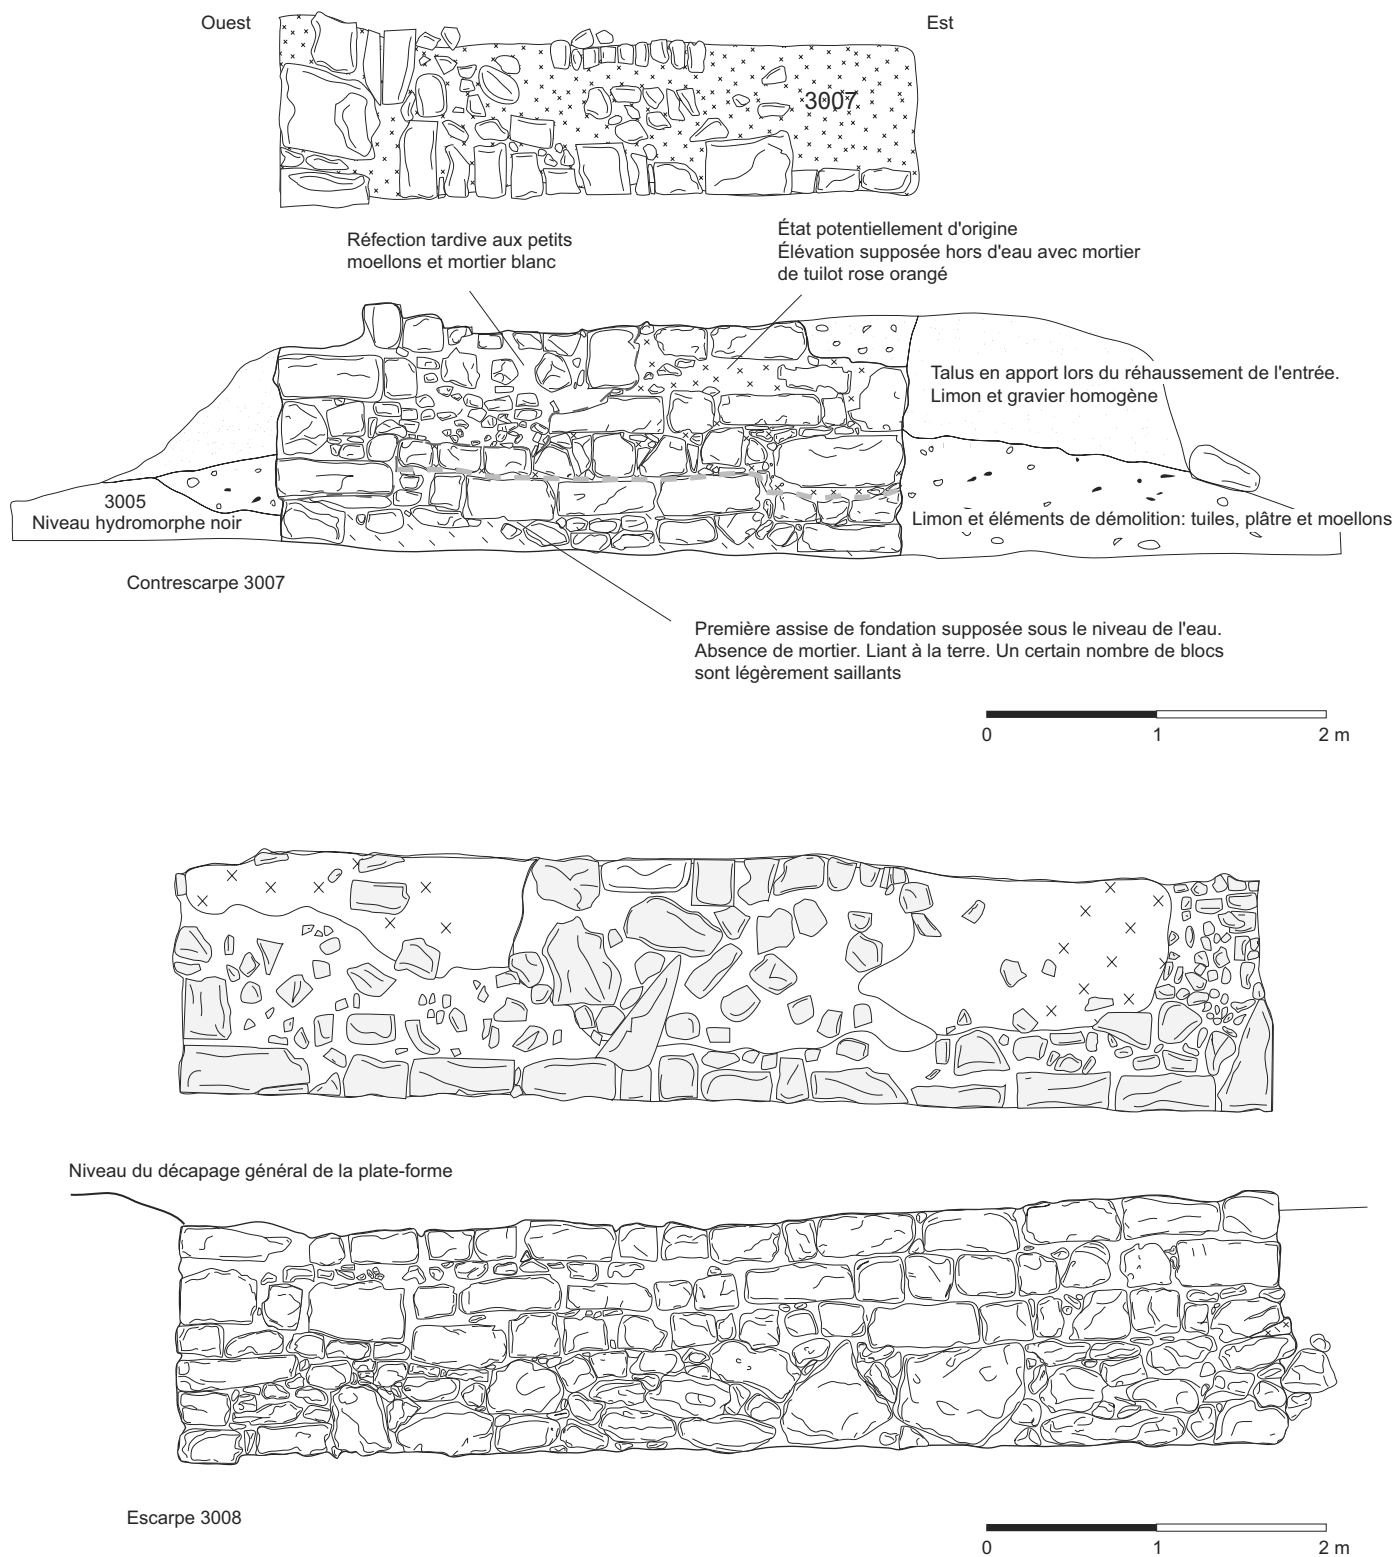 Ouest
Est
3007
Réfection tardive aux petits
moellons et mortier blanc
État potentiellement d'origine
Élévation supposée hors d'eau avec mortier
de tuilot rose orangé
Talus en apport lors du réhaussement de l'entrée.
Limon et gravier homogène
3005
Niveau hydromorphe noir
Limon et éléments de démolition: tuiles, plâtre et moellons
Contrescarpe 3007
Première assise de fondation supposée sous le niveau de l'eau.
Absence de mortier. Liant à la terre. Un certain nombre de blocs
sont légèrement saillants
0 1 2 m
Niveau du décapage général de la plate-forme
Escarpe 3008
0 1 2 m